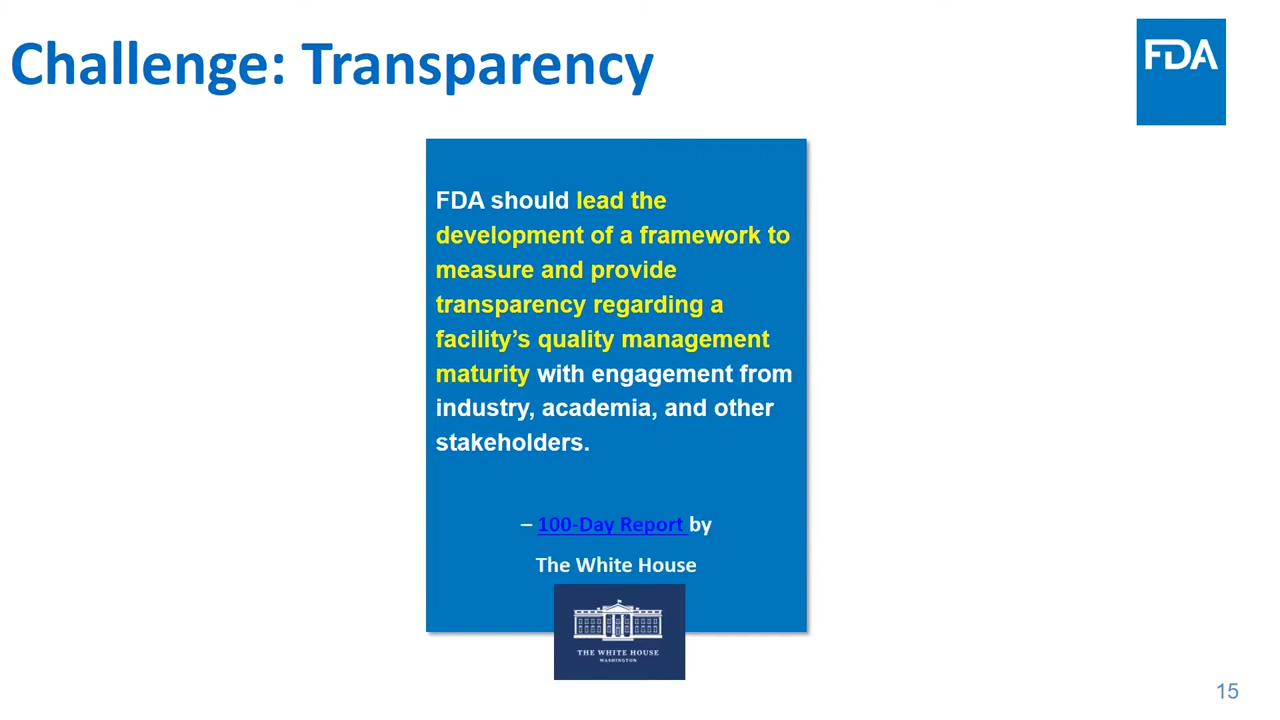 Challenge: Transparency
FDA
FDA should lead the
development of a framework to
measure and provide
transparency regarding a
facility’s quality management
maturity with engagement from
industry, academia, and other
stakeholders.
– 100-Day Report by
The White House
THE WHITE HOUSE
WASHINGTON
15